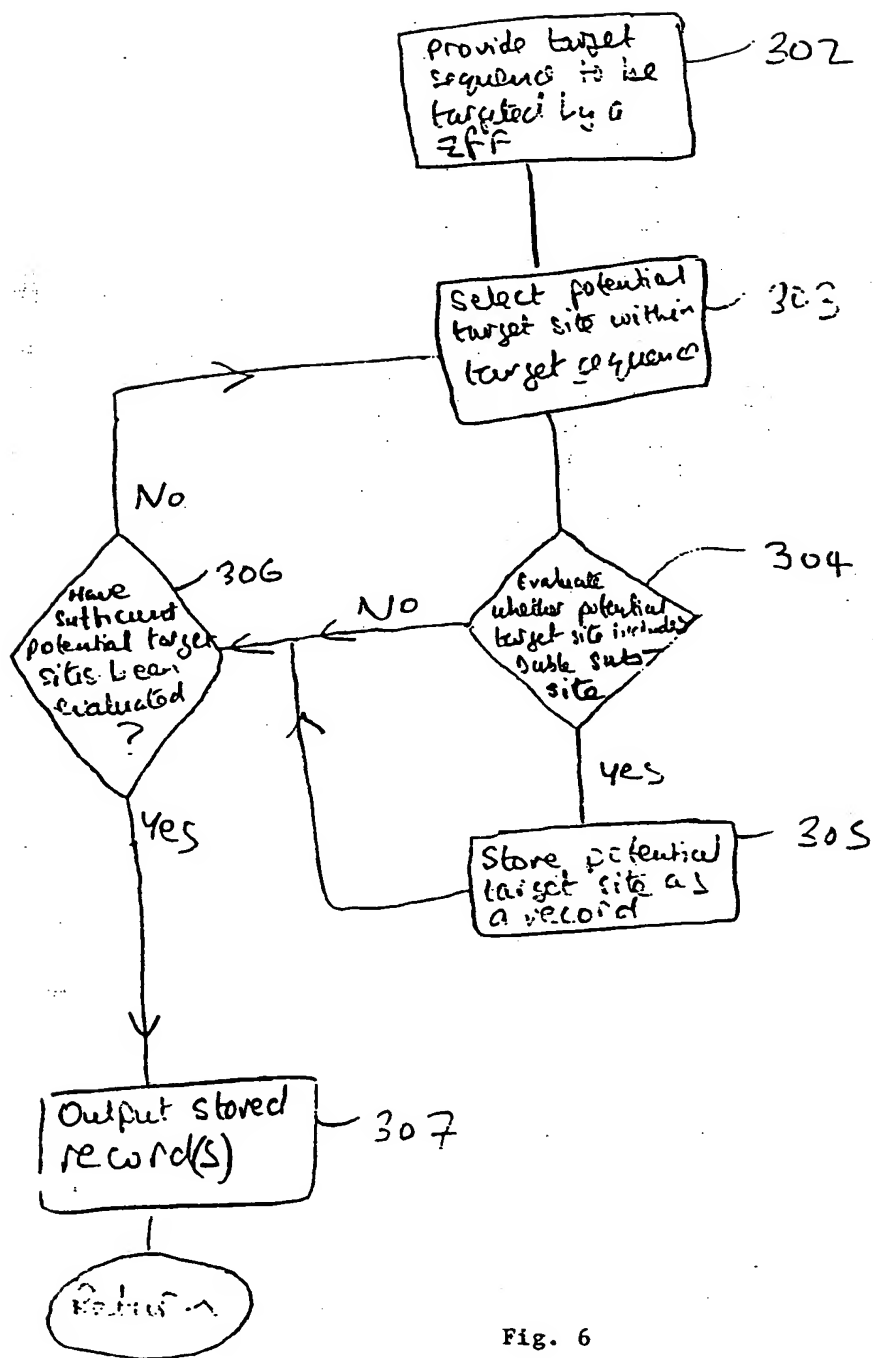 provide target
sequence to be
targeted by a
ZFP
302
Select potential
target site within
target sequence
303
No
Have
sufficient
potential target
sites been
evaluated
?
306
No
Evaluate
whether potential
target site includes
site
304
yes
Yes
Store potential
target site as
a record
305
Output stored
record(s)
307
Fig. 6